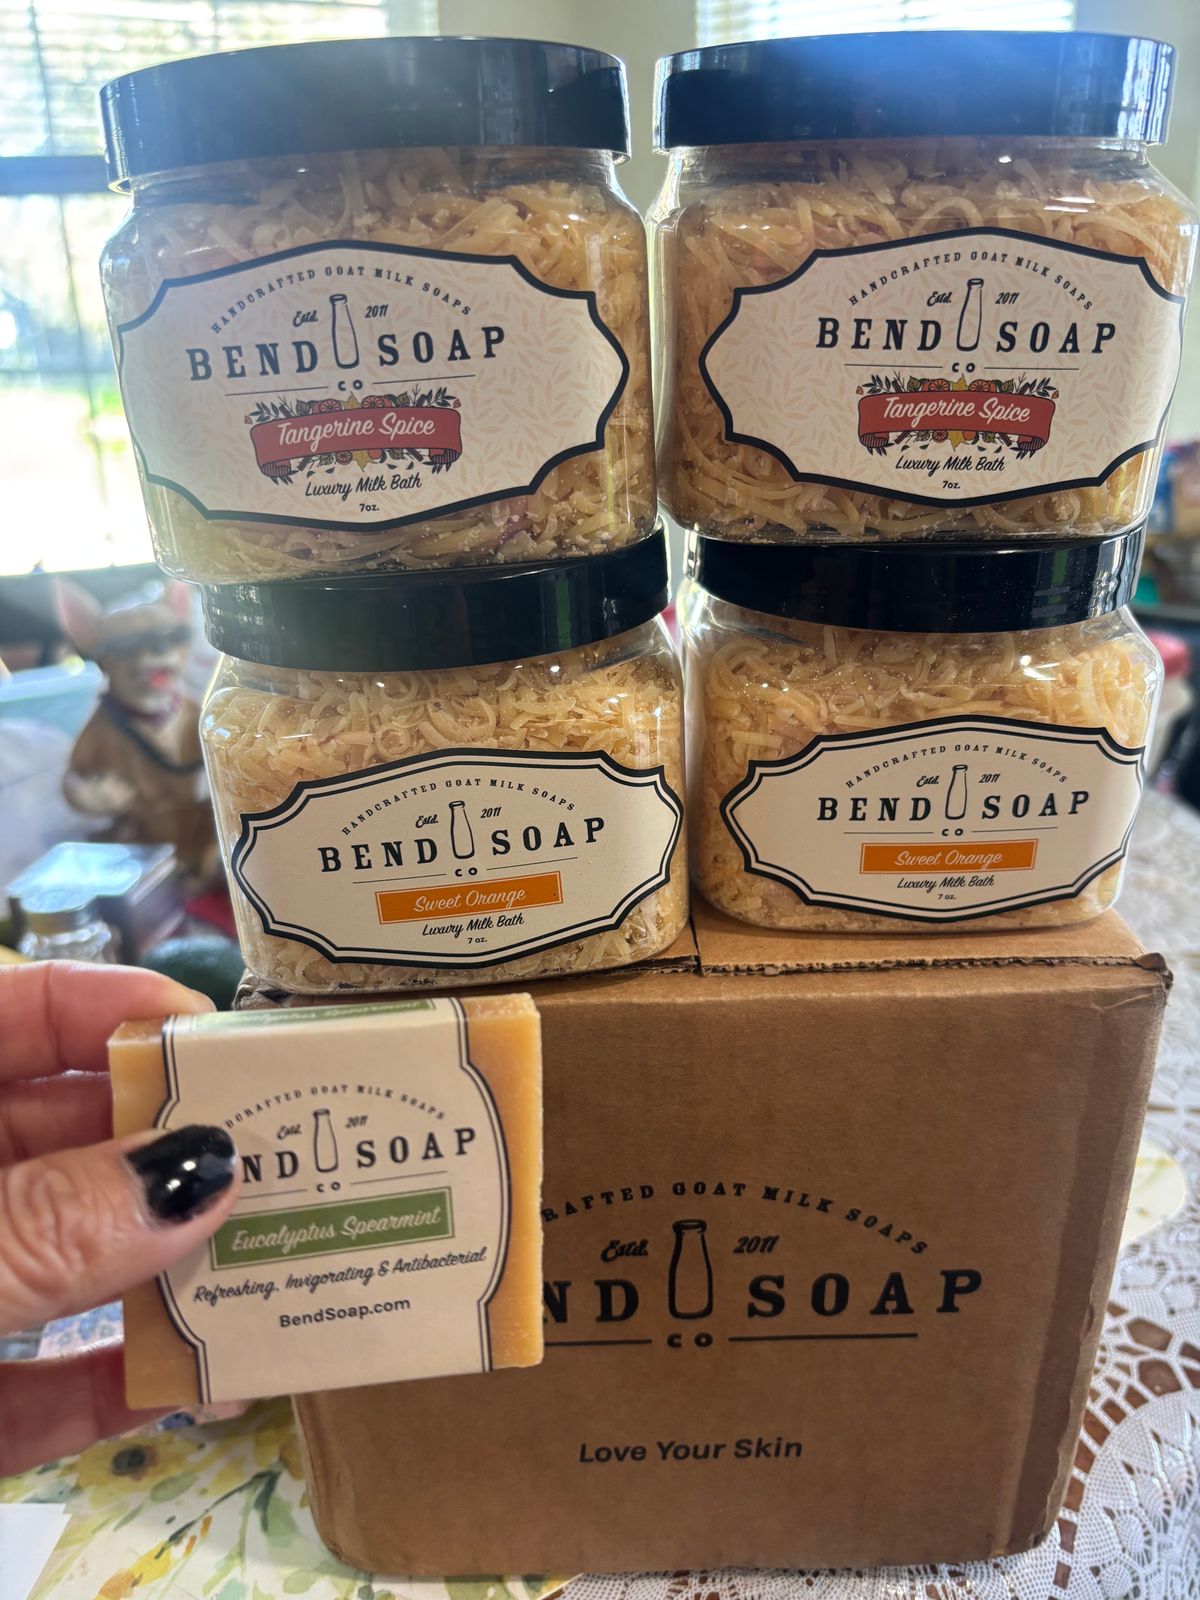 HANDCRAFTED GOAT MILK SOAPS
Estd. 2011
BEND SOAP
CO
Tangerine Spice
Luxury Milk Bath
7oz.
HANDCRAFTED GOAT MILK SOAPS
Estd. 2011
BEND SOAP
CO
Tangerine Spice
Luxury Milk Bath
7oz.
HANDCRAFTED GOAT MILK SOAPS
Estd. 2011
BEND SOAP
CO
Sweet Orange
Luxury Milk Bath
7 oz.
HANDCRAFTED GOAT MILK SOAPS
Estd. 2011
BEND SOAP
CO
Sweet Orange
Luxury Milk Bath
7 oz.
Eucalyptus Spearmint
DCRAFTED GOAT MILK SOAPS
Estd. 2011
ND SOAP
CO
Eucalyptus Spearmint
Refreshing, Invigorating & Antibacterial
BendSoap.com
RAFTED GOAT MILK SOAPS
Estd. 2011
ND SOAP
CO
Love Your Skin